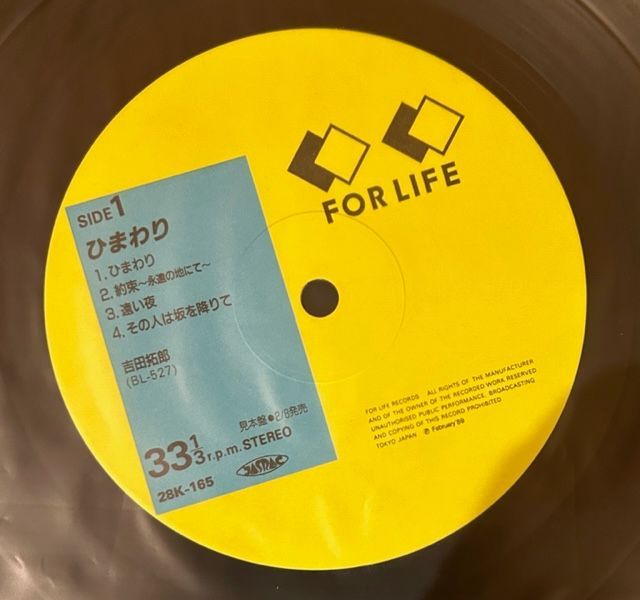 FOR LIFE
SIDE 1
ひまわり
1. ひまわり
2. 約束〜永遠の地にて〜
3. 遠い夜
4. その人は坂を降りて
吉田拓郎
(BL-527)
見本盤●2/8発売
33 1/3 r.p.m. STEREO
28K-165
JASRAC
FOR LIFE RECORDS ALL RIGHTS OF THE MANUFACTURER
AND OF THE OWNER OF THE RECORDED WORK RESERVED
UNAUTHORISED PUBLIC PERFORMANCE. BROADCASTING
AND COPYING OF THIS RECORD PROHIBITED
TOKYO JAPAN ℗ February '89